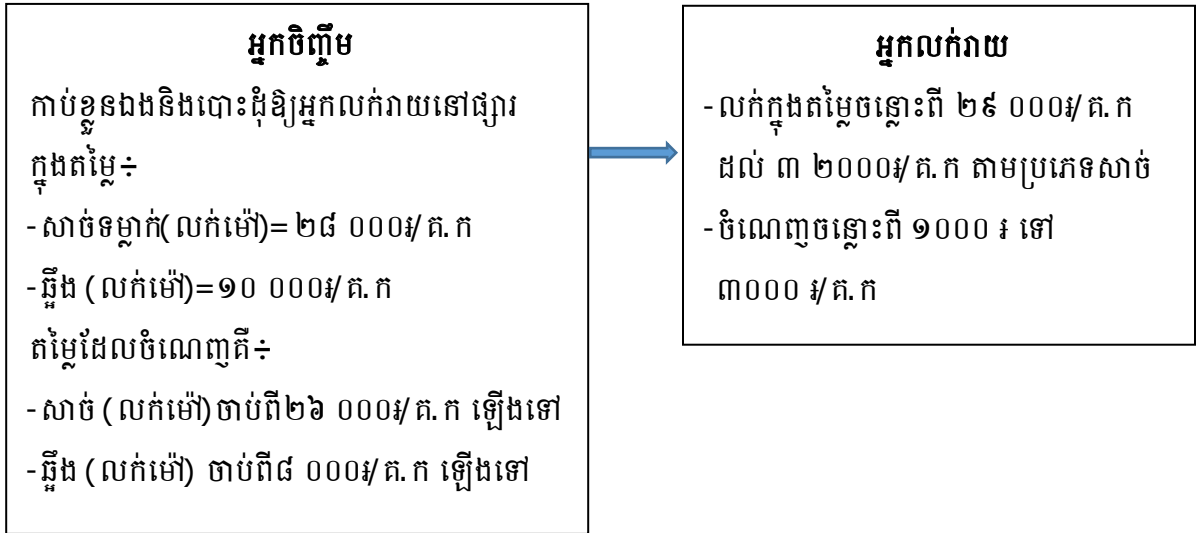 អ្នកចិញ្ចឹម
កាប់ខ្លួនឯងនិងបោះដុំឱ្យអ្នកលក់រាយនៅផ្សារ
ក្នុងតម្លៃ÷
-សាច់ទម្លាក់(លក់ម៉ៅ)= ២៨ ០០០៛/គ.ក
-ឆ្អឹង (លក់ម៉ៅ)=១០ ០០០៛/គ.ក
តម្លៃដែលចំណេញគឺ÷
-សាច់ (លក់ម៉ៅ) ចាប់ពី២៦ ០០០៛/គ.ក ឡើងទៅ
-ឆ្អឹង (លក់ម៉ៅ) ចាប់ពី៨ ០០០៛/គ.ក ឡើងទៅ
អ្នកលក់រាយ
-លក់ក្នុងតម្លៃចន្លោះពី ២៩ ០០០៛/គ.ក
ដល់ ៣ ២០០០៛/គ.ក តាមប្រភេទសាច់
-ចំណេញចន្លោះពី ១០០០ ៛ ទៅ
៣០០០ ៛/គ.ក